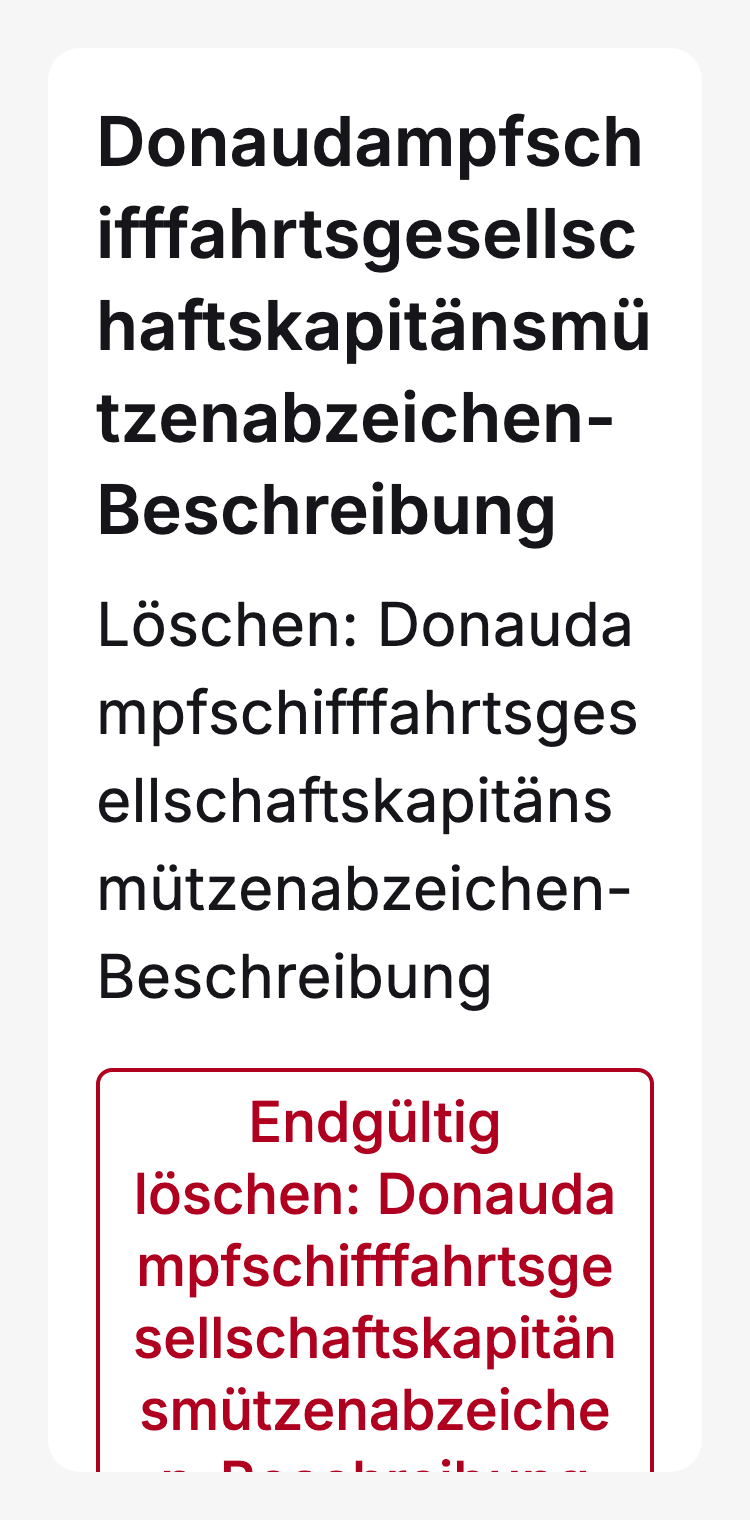 Donaudampfsch
ifffahrtsgesellsc
haftskapitänsmü
tzenabzeichen-
Beschreibung
Löschen: Donauda
mpfschifffahrtsges
ellschaftskapitäns
mützenabzeichen-
Beschreibung
Endgültig
löschen: Donauda
mpfschifffahrtsge
sellschaftskapitän
smützenabzeiche